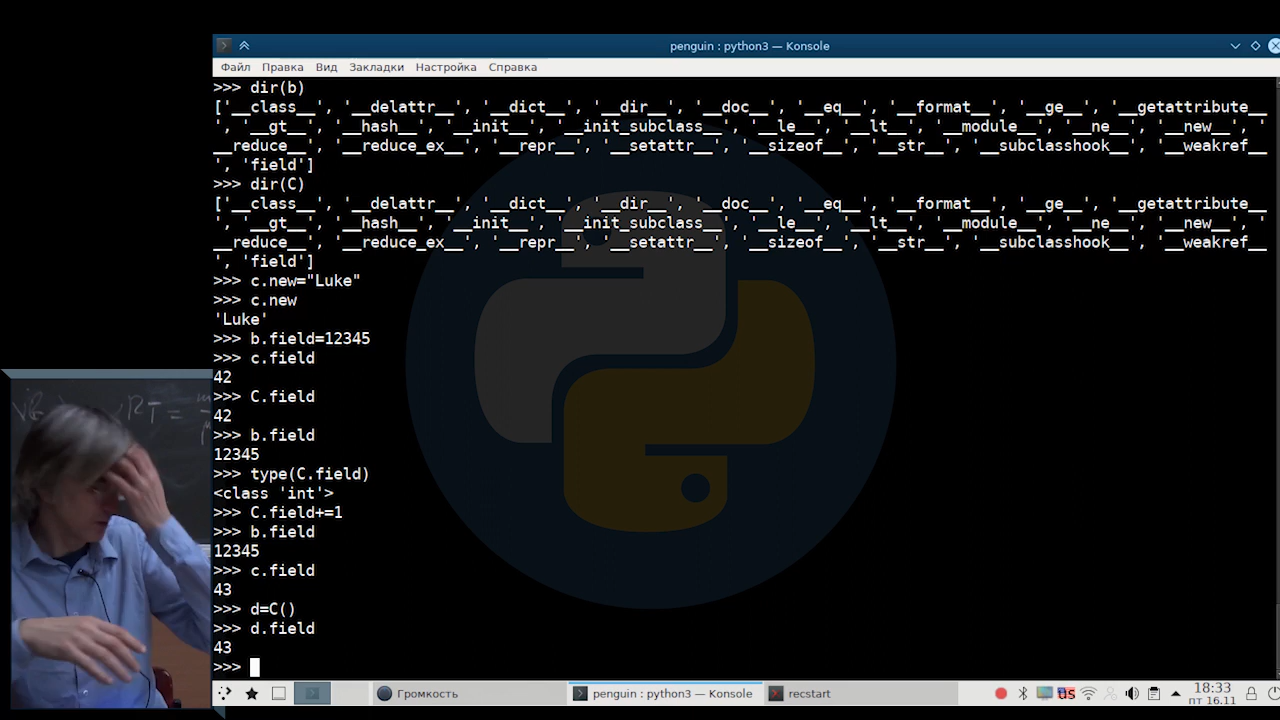 penguin : python3 — Konsole
Файл Правка Вид Закладки Настройка Справка
>>> dir(b)
['__class__', '__delattr__', '__dict__', '__dir__', '__doc__', '__eq__', '__format__', '__ge__', '__getattribute__
', '__gt__', '__hash__', '__init__', '__init_subclass__', '__le__', '__lt__', '__module__', '__ne__', '__new__', '
__reduce__', '__reduce_ex__', '__repr__', '__setattr__', '__sizeof__', '__str__', '__subclasshook__', '__weakref__
', 'field']
>>> dir(C)
['__class__', '__delattr__', '__dict__', '__dir__', '__doc__', '__eq__', '__format__', '__ge__', '__getattribute__
', '__gt__', '__hash__', '__init__', '__init_subclass__', '__le__', '__lt__', '__module__', '__ne__', '__new__', '
__reduce__', '__reduce_ex__', '__repr__', '__setattr__', '__sizeof__', '__str__', '__subclasshook__', '__weakref__
', 'field']
>>> c.new="Luke"
>>> c.new
'Luke'
>>> b.field=12345
>>> c.field
42
>>> C.field
42
>>> b.field
12345
>>> type(C.field)
<class 'int'>
>>> C.field+=1
>>> b.field
12345
>>> c.field
43
>>> d=C()
>>> d.field
43
>>>
RT =
Громкость
penguin : python3 — Konsole
recstart
us
18:33
пт 16.11